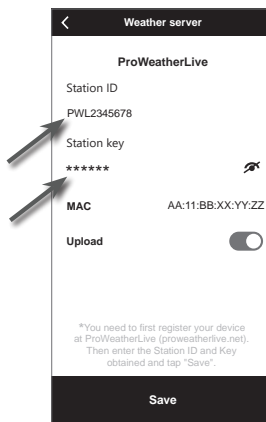 Weather server
ProWeatherLive
Station ID
PWL2345678
Station key
******
MAC AA:11:BB:XX:YY:ZZ
Upload
*You need to first register your device
at ProWeatherLive (proweatherlive.net).
Then enter the Station ID and Key
obtained and tap "Save".
Save